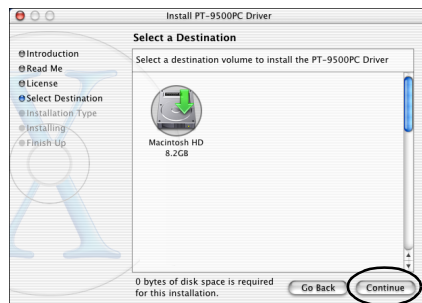 Install PT-9500PC Driver
Select a Destination
Introduction
Read Me
License
Select Destination
Installation Type
Installing
Finish Up
Select a destination volume to install the PT-9500PC Driver
Macintosh HD
8.2GB
0 bytes of disk space is required
for this installation.
Go Back
Continue